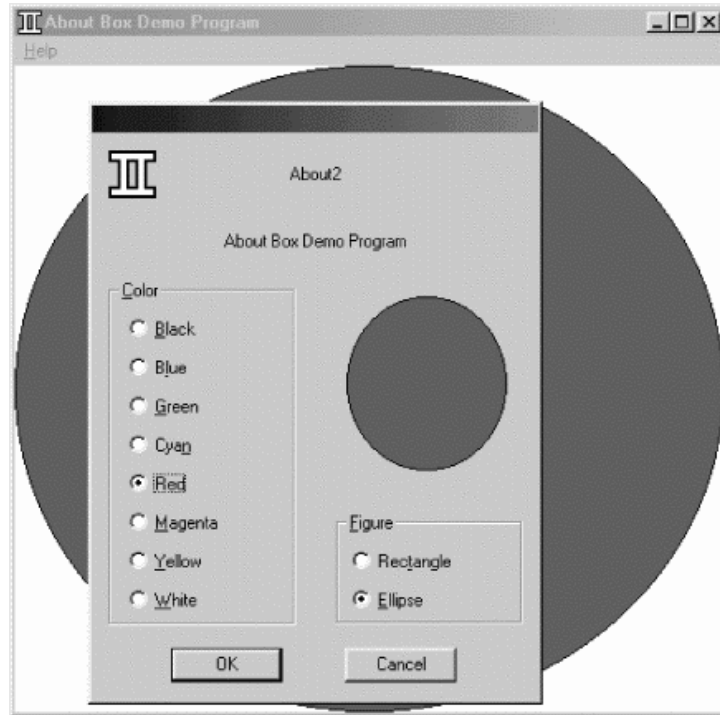 About Box Demo Program
Help
About2
About Box Demo Program
Color
Black
Blue
Green
Cyan
Red
Magenta
Yellow
White
Figure
Rectangle
Ellipse
OK
Cancel